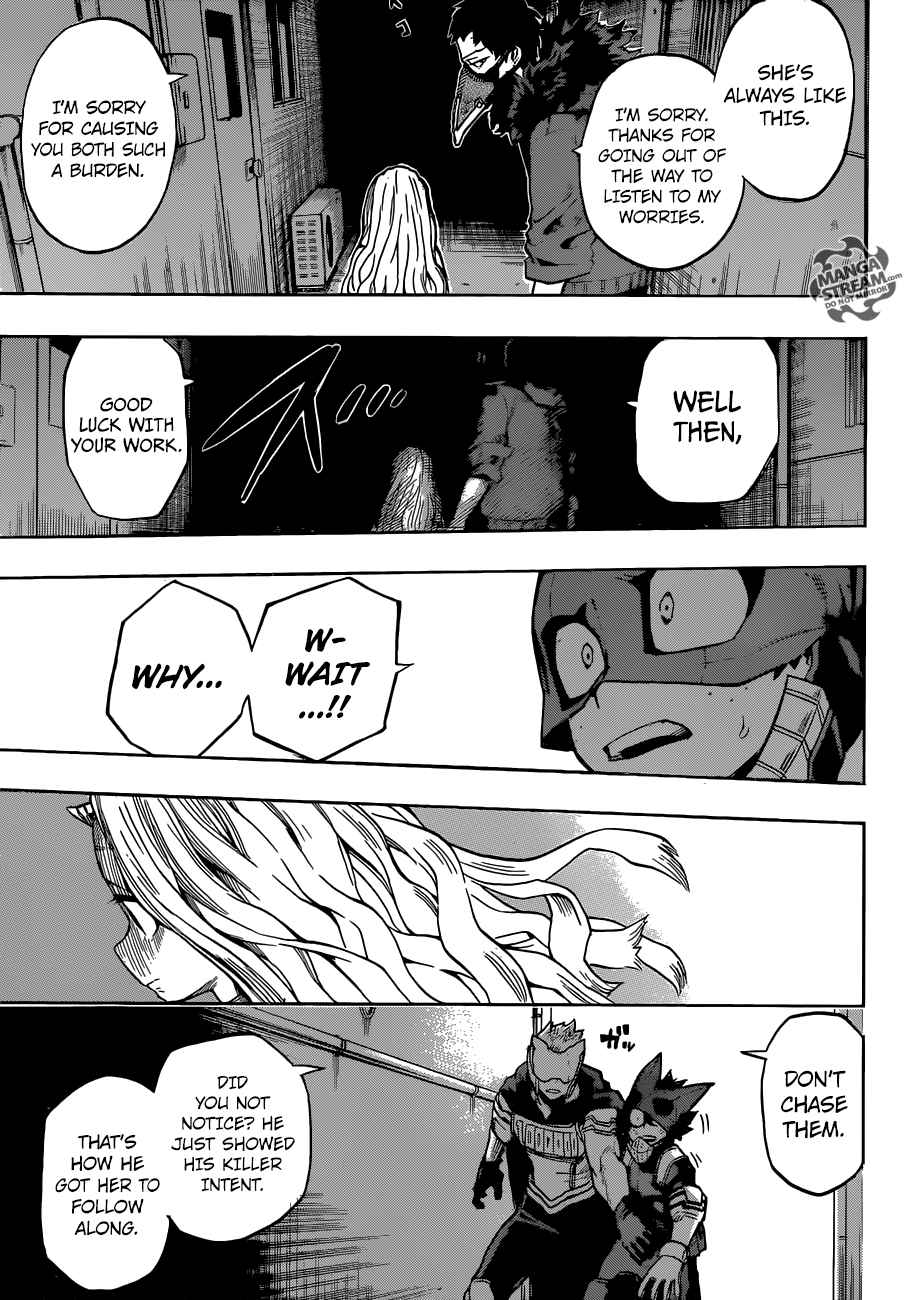 SHE'S
ALWAYS LIKE
THIS.
I'M SORRY.
THANKS FOR
GOING OUT OF
THE WAY TO
LISTEN TO MY
WORRIES.
I'M SORRY
FOR CAUSING
YOU BOTH SUCH
A BURDEN.
MANGA
STREAM.com
DO NOT MIRROR
WELL
THEN,
GOOD
LUCK WITH
YOUR WORK.
W-
WAIT
...!!
WHY...
DON'T
CHASE
THEM.
DID
YOU NOT
NOTICE? HE
JUST SHOWED
HIS KILLER
INTENT.
THAT'S
HOW HE
GOT HER TO
FOLLOW
ALONG.